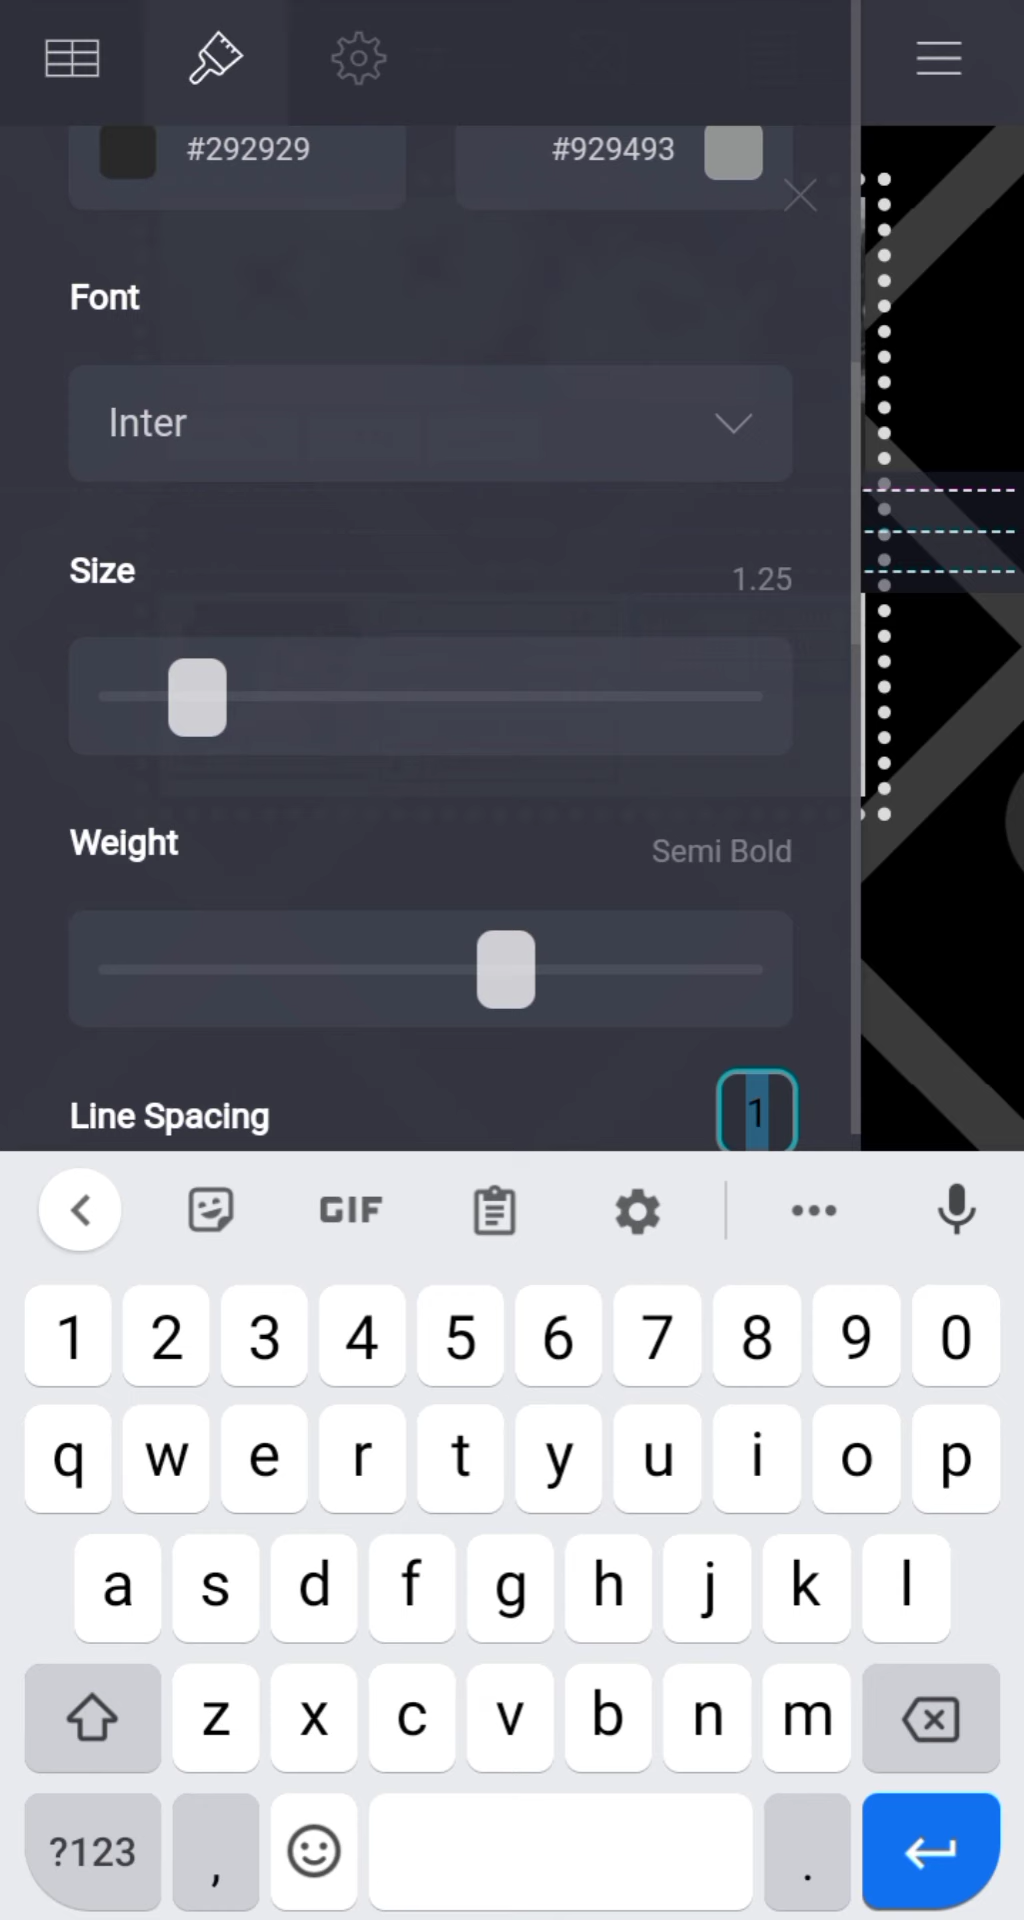 #292929 #929493
Font
Inter
Size 1.25
Weight Semi Bold
Line Spacing 1
GIF
1 2 3 4 5 6 7 8 9 0
q w e r t y u i o p
a s d f g h j k l
z x c v b n m
?123 , .